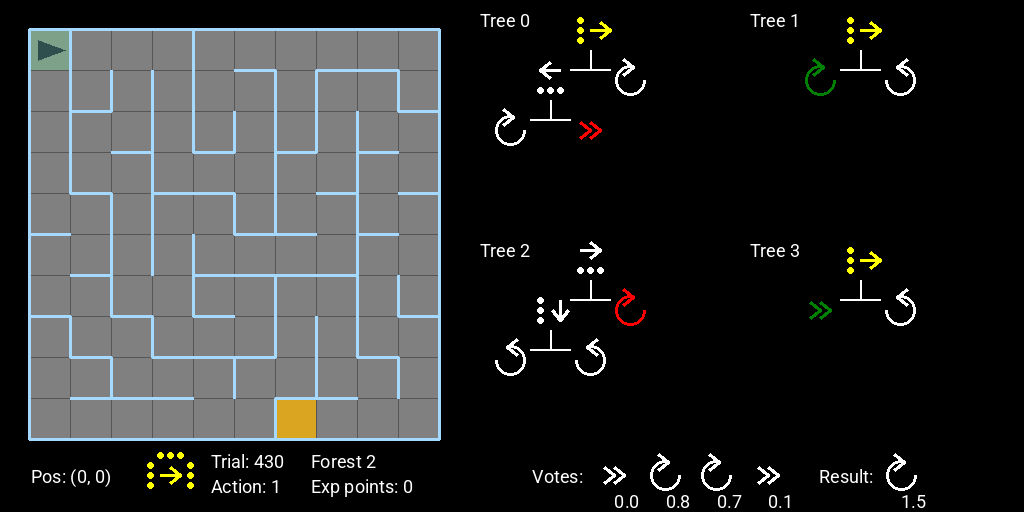 Tree 0
Tree 1
Tree 2
Tree 3
Pos: (0, 0)
Trial: 430
Forest 2
Action: 1
Exp points: 0
Votes:
0.0
0.8
0.7
0.1
Result:
1.5